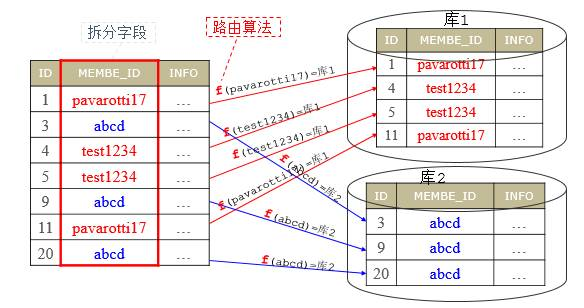 拆分字段
路由算法
ID MEMBE_ID INFO
1 pavarotti17 ...
3 abcd ...
4 test1234 ...
5 test1234 ...
9 abcd ...
11 pavarotti17 ...
20 abcd ...
f(pavarotti17)=库1
f(test1234)=库1
f(test1234)=库1
f(abcd)=库2
f(pavarotti17)=库1
f(abcd)=库2
f(abcd)=库2
库1
ID MEMBE_ID INFO
1 pavarotti17 ...
4 test1234 ...
5 test1234 ...
11 pavarotti17 ...
库2
ID MEMBE_ID INFO
3 abcd ...
9 abcd ...
20 abcd ...